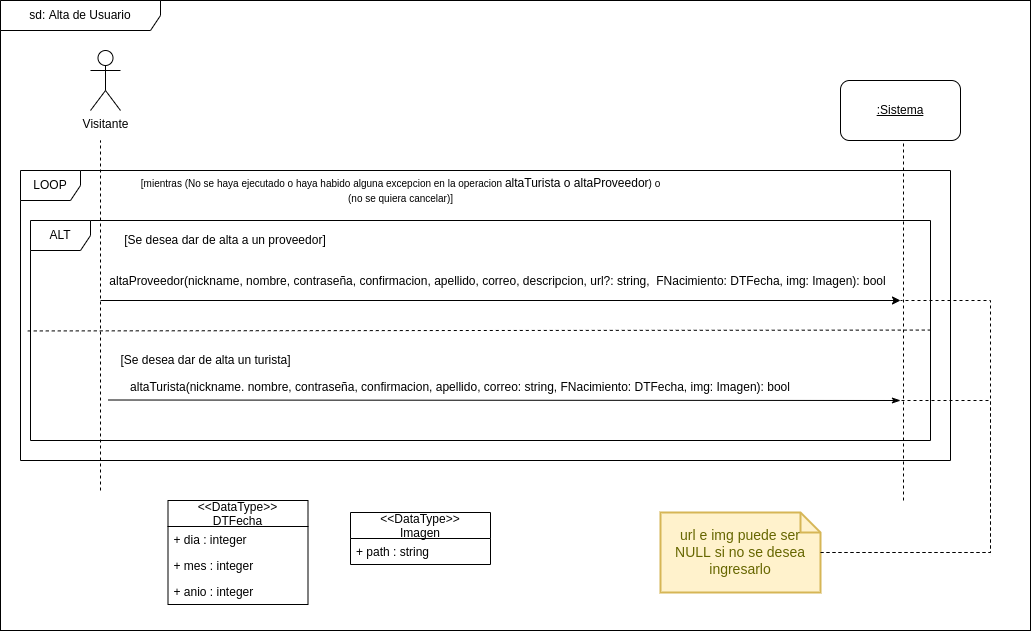 sd: Alta de Usuario
Visitante
:Sistema
LOOP
[mientras (No se haya ejecutado o haya habido alguna excepcion en la operacion altaTurista o altaProveedor) o
(no se quiera cancelar)]
ALT
[Se desea dar de alta a un proveedor]
altaProveedor(nickname, nombre, contraseña, confirmacion, apellido, correo, descripcion, url?: string,  FNacimiento: DTFecha, img: Imagen): bool
[Se desea dar de alta un turista]
altaTurista(nickname. nombre, contraseña, confirmacion, apellido, correo: string, FNacimiento: DTFecha, img: Imagen): bool
<<DataType>>
DTFecha
+ dia : integer
+ mes : integer
+ anio : integer
<<DataType>>
Imagen
+ path : string
url e img puede ser
NULL si no se desea
ingresarlo